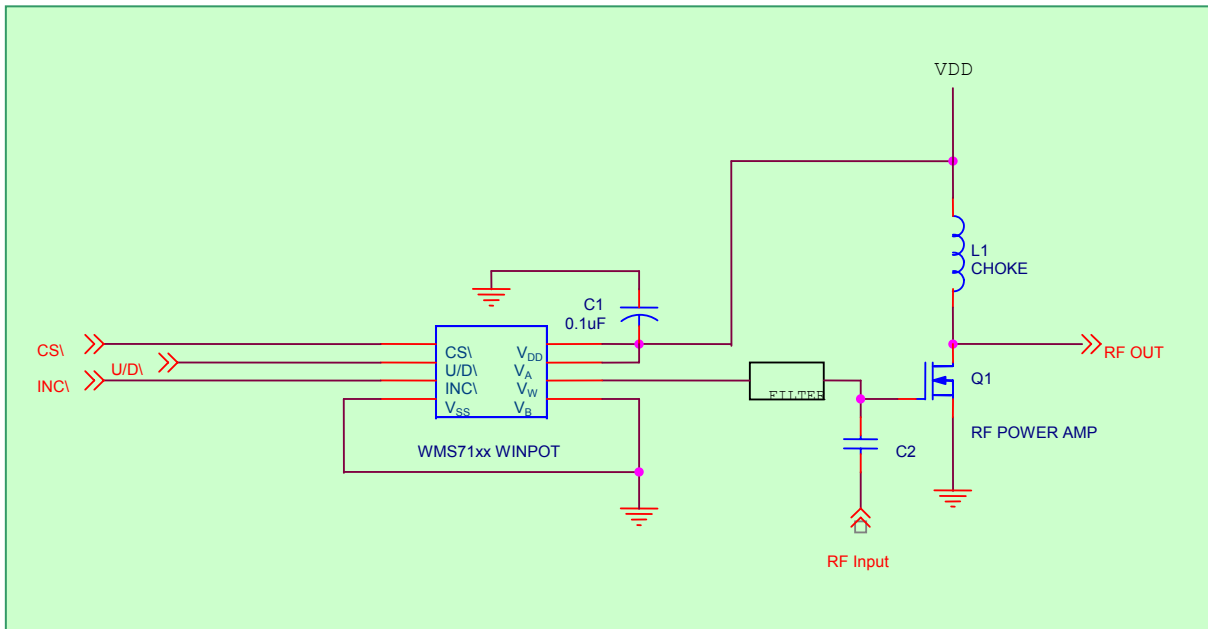 VDD
L1
CHOKE
C1
0.1uF
CS\
U/D\
INC\
CS\
U/D\
INC\
VSS
VDD
VA
VW
VB
RF OUT
FILTER
Q1
RF POWER AMP
WMS71xx WINPOT
C2
RF Input